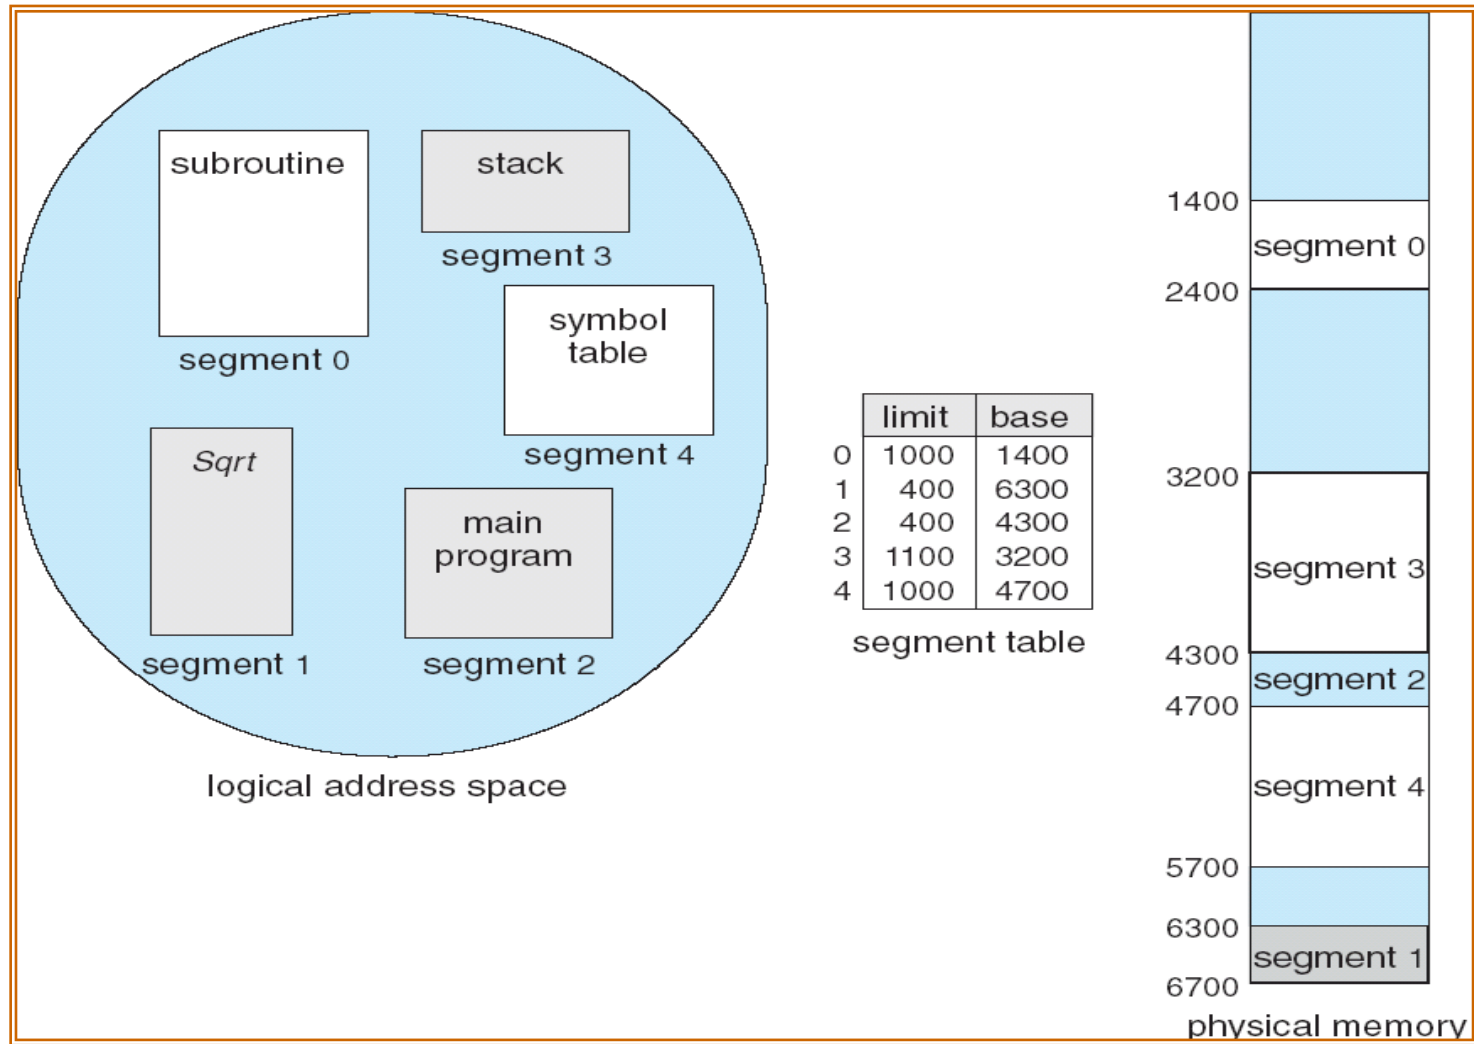 subroutine
segment 0
stack
segment 3
symbol
table
segment 4
Sqrt
segment 1
main
program
segment 2
logical address space
limit base
0 1000 1400
1 400 6300
2 400 4300
3 1100 3200
4 1000 4700
segment table
1400
segment 0
2400
3200
segment 3
4300
segment 2
4700
segment 4
5700
6300
segment 1
6700
physical memory